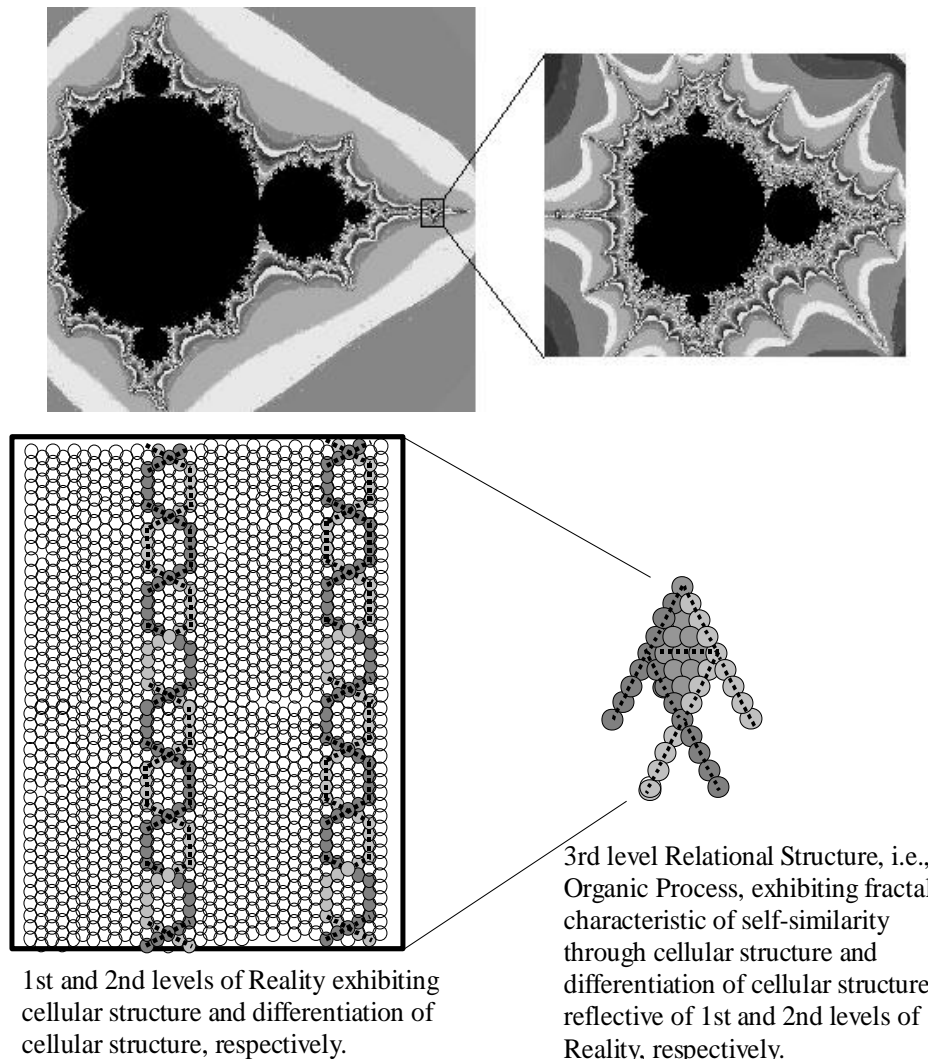 1st and 2nd levels of Reality exhibiting
cellular structure and differentiation of
cellular structure, respectively.
3rd level Relational Structure, i.e.,
Organic Process, exhibiting fractal
characteristic of self-similarity
through cellular structure and
differentiation of cellular structure
reflective of 1st and 2nd levels of
Reality, respectively.